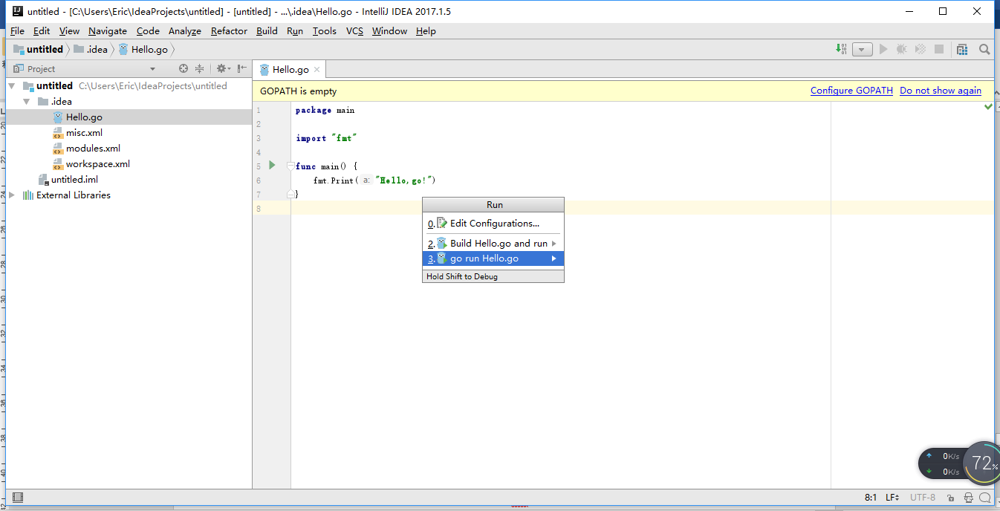 untitled - [C:\Users\Eric\IdeaProjects\untitled] - [untitled] - ...\.idea\Hello.go - IntelliJ IDEA 2017.1.5
File Edit View Navigate Code Analyze Refactor Build Run Tools VCS Window Help
untitled .idea Hello.go
Project
Hello.go
untitled C:\Users\Eric\IdeaProjects\untitled
.idea
Hello.go
misc.xml
modules.xml
workspace.xml
untitled.iml
External Libraries
GOPATH is empty Configure GOPATH Do not show again
1 package main
2
3 import "fmt"
4
5 func main() {
6 fmt.Print( a: "Hello,go!")
7 }
8
Run
0. Edit Configurations...
2. Build Hello.go and run
3. go run Hello.go
Hold Shift to Debug
0K/s
0K/s
72%
8:1 LF UTF-8